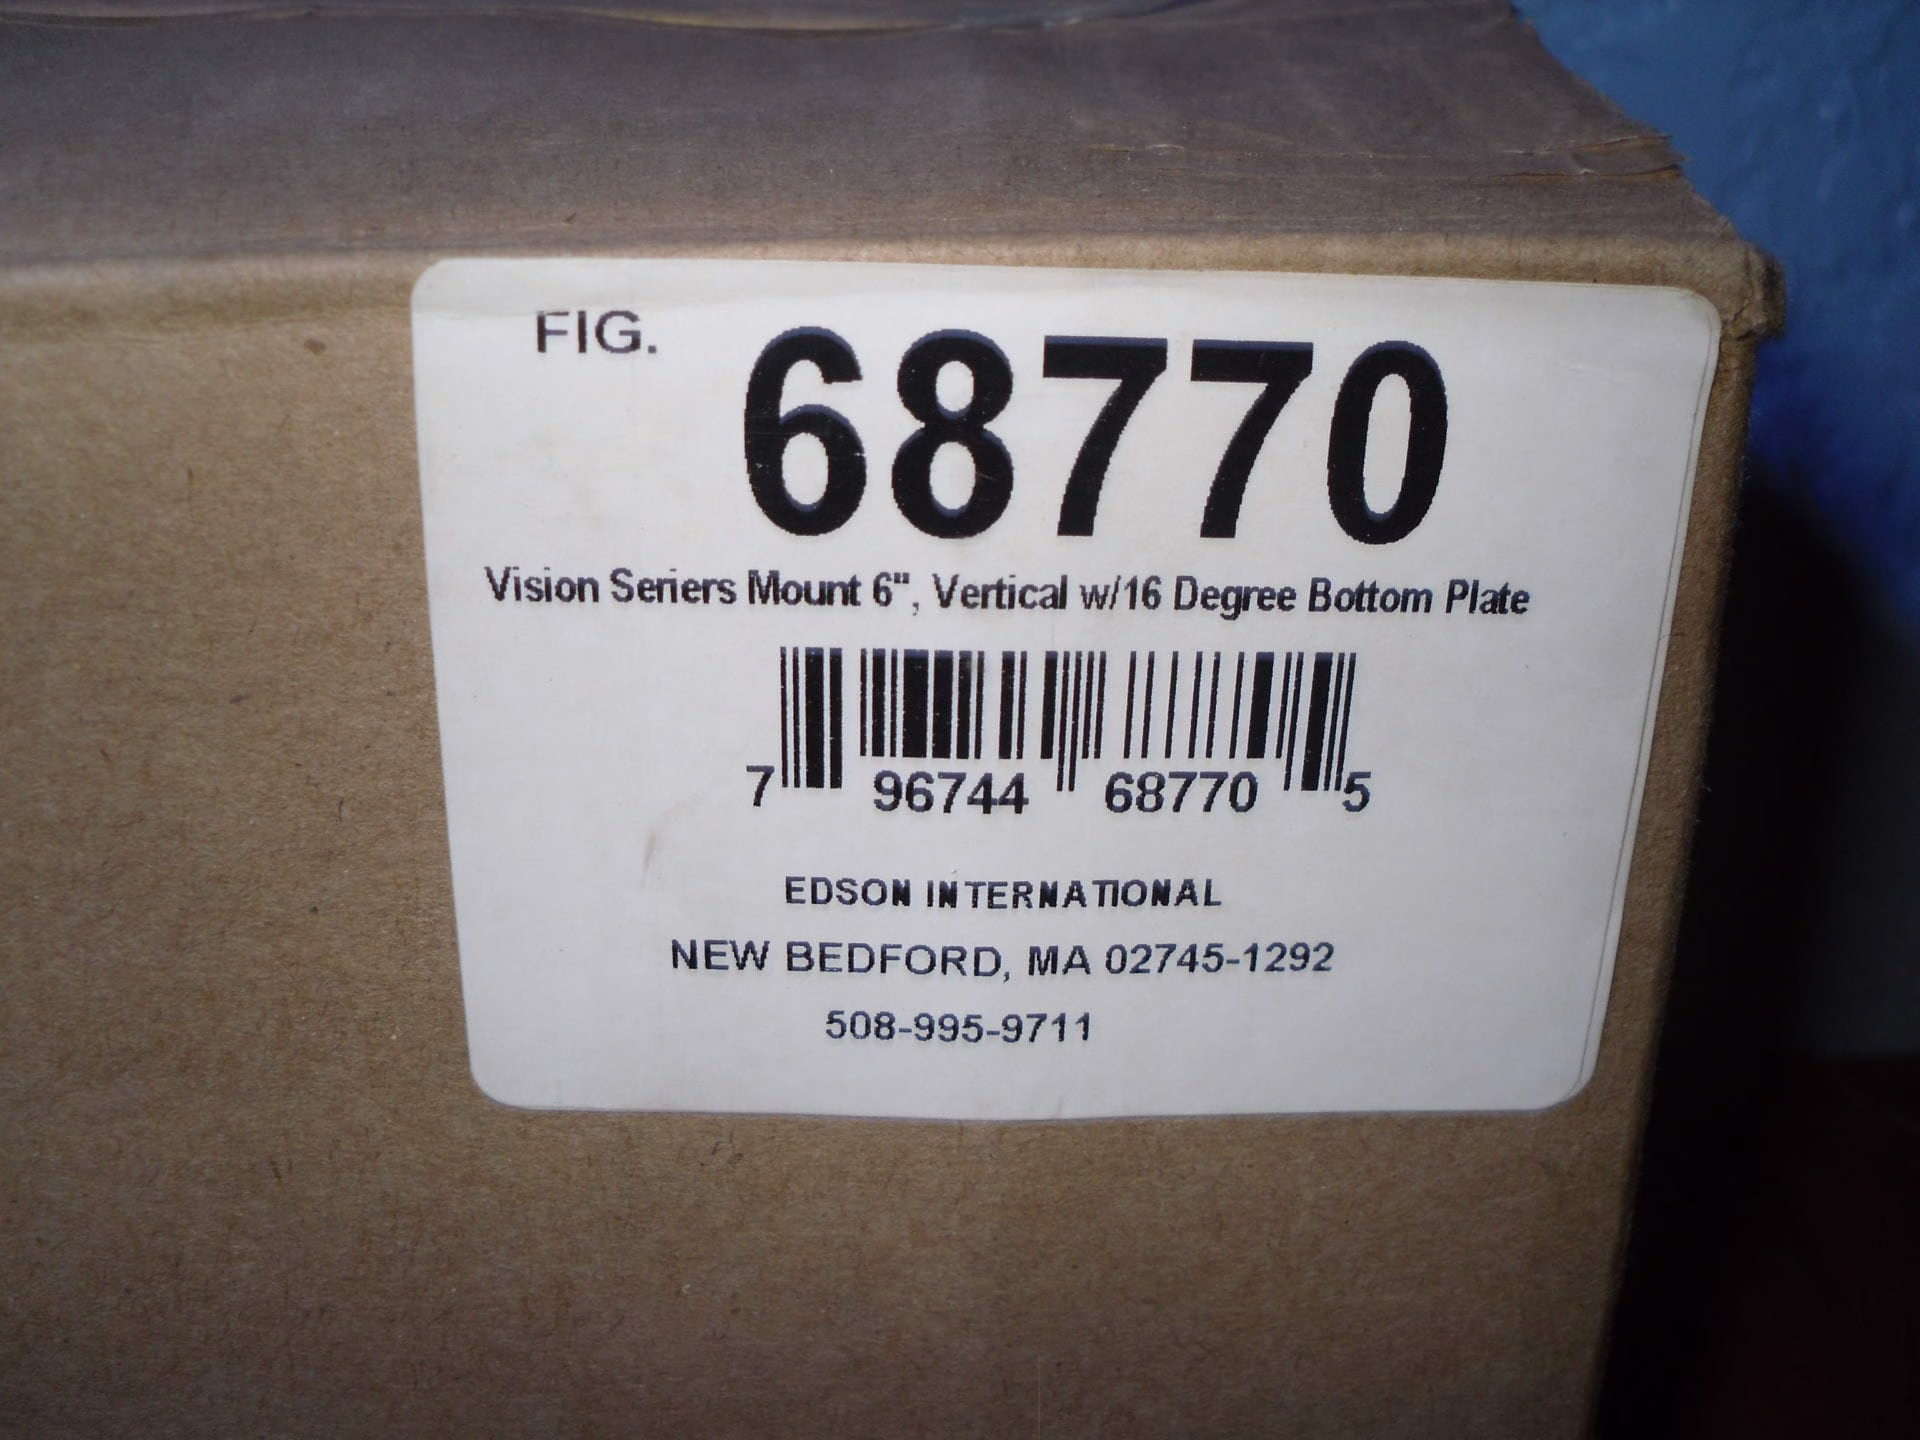 FIG. 68770
Vision Seriers Mount 6", Vertical w/16 Degree Bottom Plate
7 96744 68770 5
EDSON INTERNATIONAL
NEW BEDFORD, MA 02745-1292
508-995-9711